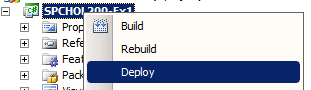 SPCHOL200-Ex1
Build
Prop
Rebuild
Refe
Feat
Deploy
Pack